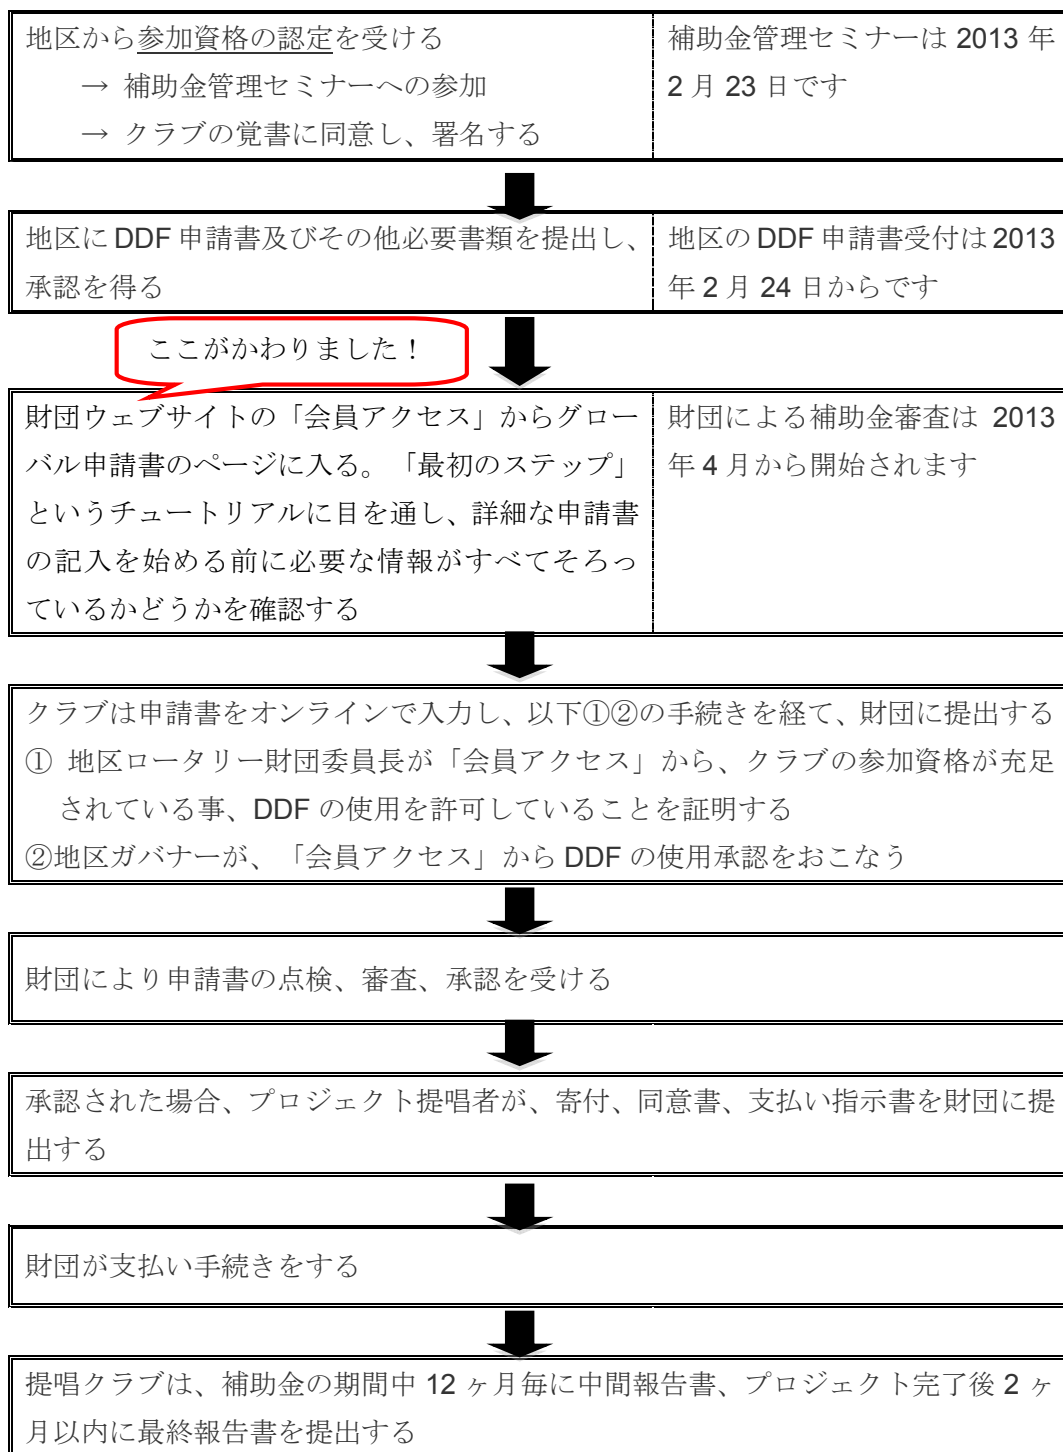 地区から参加資格の認定を受ける
→ 補助金管理セミナーへの参加
→ クラブの覚書に同意し、署名する
補助金管理セミナーは 2013 年
2 月 23 日です
地区に DDF 申請書及びその他必要書類を提出し、
承認を得る
地区の DDF 申請書受付は 2013
年 2 月 24 日からです
ここがかわりました！
財団ウェブサイトの「会員アクセス」からグロー
バル申請書のページに入る。「最初のステップ」
というチュートリアルに目を通し、詳細な申請書
の記入を始める前に必要な情報がすべてそろっ
ているかどうかを確認する
財団による補助金審査は 2013
年 4 月から開始されます
クラブは申請書をオンラインで入力し、以下①②の手続きを経て、財団に提出する
① 地区ロータリー財団委員長が「会員アクセス」から、クラブの参加資格が充足
されている事、DDF の使用を許可していることを証明する
②地区ガバナーが、「会員アクセス」から DDF の使用承認をおこなう
財団により申請書の点検、審査、承認を受ける
承認された場合、プロジェクト提唱者が、寄付、同意書、支払い指示書を財団に提
出する
財団が支払い手続きをする
提唱クラブは、補助金の期間中 12 ヶ月毎に中間報告書、プロジェクト完了後 2 ヶ
月以内に最終報告書を提出する